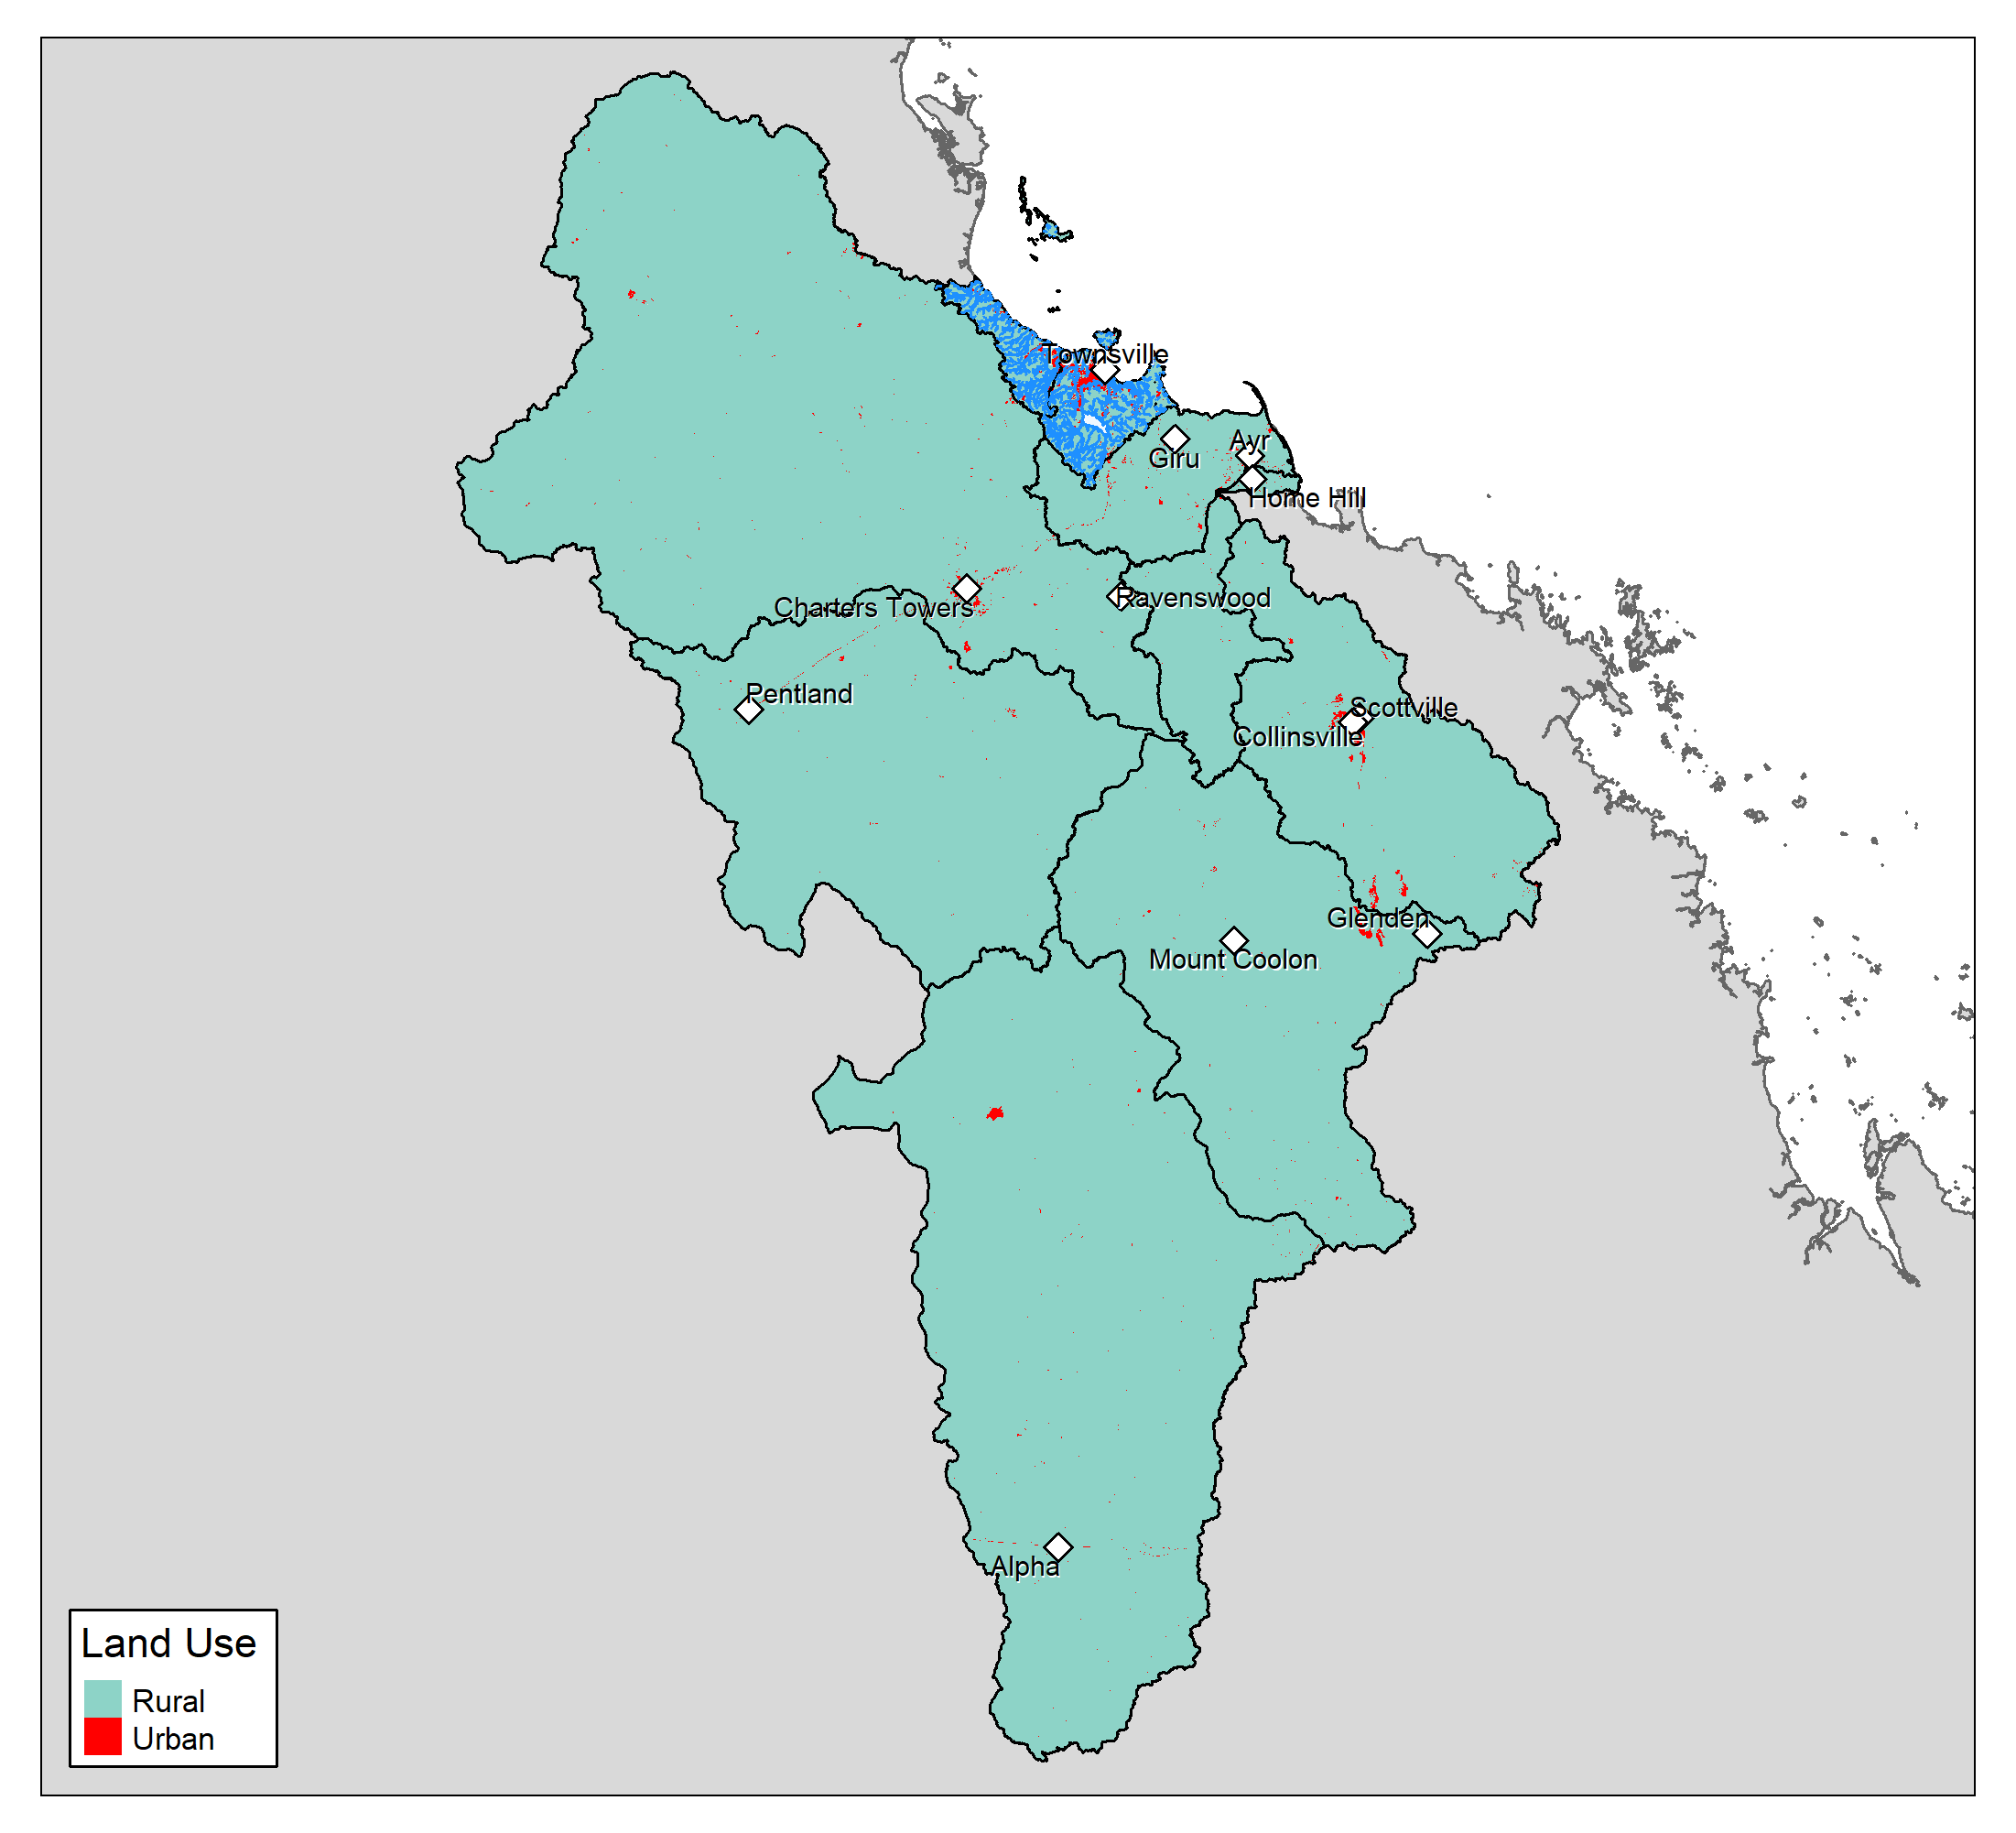 Townsville
Ayr
Giru
Home Hill
Ravenswood
Charters Towers
Pentland
Scottville
Collinsville
Glenden
Mount Coolon
Alpha
Land Use
Rural
Urban